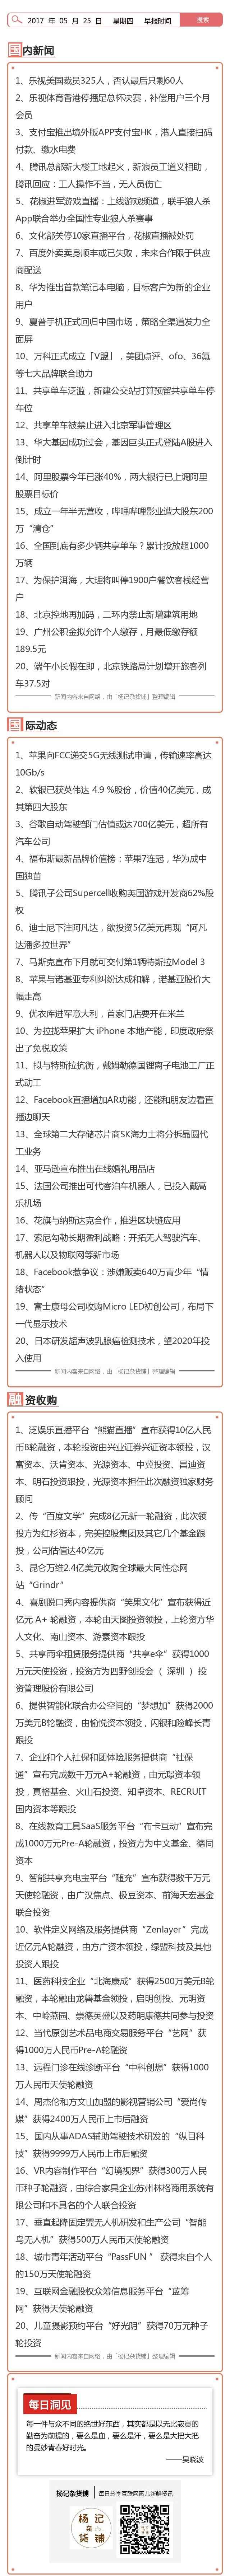 2017 年 05 月 25 日 星期四 早报时间 搜索
国内新闻
1、乐视美国裁员325人，否认最后只剩60人
2、乐视体育香港停播足总杯决赛，补偿用户三个月
会员
3、支付宝推出境外版APP支付宝HK，港人直接扫码
付款、缴水电费
4、腾讯总部新大楼工地起火，新浪员工道义相助，
腾讯回应：工人操作不当，无人员伤亡
5、花椒进军游戏直播：上线游戏频道，联手狼人杀
App联合举办全国性专业狼人杀赛事
6、文化部关停10家直播平台，花椒直播被处罚
7、百度外卖卖身顺丰或已失败，未来合作限于供应
商配送
8、华为推出首款笔记本电脑，目标客户为新的企业
用户
9、夏普手机正式回归中国市场，策略全渠道发力全
面屏
10、万科正式成立「V盟」，美团点评、ofo、36氪
等七大品牌联合助力
11、共享单车泛滥，新建公交站打算预留共享单车停
车位
12、共享单车被禁止进入北京军事管理区
13、华大基因成功过会，基因巨头正式登陆A股进入
倒计时
14、阿里股票今年已涨40%，两大银行已上调阿里
股票目标价
15、成立一年半无营收，哔哩哔哩影业遭大股东200
万“清仓”
16、全国到底有多少辆共享单车？累计投放超1000
万辆
17、为保护洱海，大理将叫停1900户餐饮客栈经营
户
18、北京控地再加码，二环内禁止新增建筑用地
19、广州公积金拟允许个人缴存，月最低缴存额
189.5元
20、端午小长假在即，北京铁路局计划增开旅客列
车37.5对
新闻内容来自网络，由「杨记杂货铺」整理编辑
国际动态
1、苹果向FCC递交5G无线测试申请，传输速率高达
10Gb/s
2、软银已获英伟达 4.9 %股份，价值40亿美元，成
其第四大股东
3、谷歌自动驾驶部门估值或达700亿美元，超所有
汽车公司
4、福布斯最新品牌价值榜：苹果7连冠，华为成中
国独苗
5、腾讯子公司Supercell收购英国游戏开发商62%股
权
6、迪士尼下注阿凡达，欲投资5亿美元再现“阿凡
达潘多拉世界”
7、马斯克宣布下月就可交付第1辆特斯拉Model 3
8、苹果与诺基亚专利纠纷达成和解，诺基亚股价大
幅走高
9、优衣库进军意大利，首家门店要开在米兰
10、为拉拢苹果扩大 iPhone 本地产能，印度政府祭
出了免税政策
11、拟与特斯拉抗衡，戴姆勒德国锂离子电池工厂正
式动工
12、Facebook直播增加AR功能，还能和朋友边看直
播边聊天
13、全球第二大存储芯片商SK海力士将分拆晶圆代
工业务
14、亚马逊宣布推出在线婚礼用品店
15、法国公司推出可代客泊车机器人，已投入戴高
乐机场
16、花旗与纳斯达克合作，推进区块链应用
17、索尼勾勒长期盈利战略：开拓无人驾驶汽车、
机器人以及物联网等新市场
18、Facebook惹争议：涉嫌贩卖640万青少年“情
绪状态”
19、富士康母公司收购Micro LED初创公司，布局下
一代显示技术
20、日本研发超声波乳腺癌检测技术，望2020年投
入使用
新闻内容来自网络，由「杨记杂货铺」整理编辑
融资收购
1、泛娱乐直播平台“熊猫直播”宣布获得10亿人民
币B轮融资，本轮投资由兴业证券兴证资本领投，汉
富资本、沃肯资本、光源资本、中冀投资、昌迪资
本、明石投资跟投，光源资本担任此次融资独家财务
顾问
2、传“百度文学”完成8亿元新一轮融资，此次领
投方为红杉资本，完美控股集团及其它几个基金跟
投，公司估值达40亿元
3、昆仑万维2.4亿美元收购全球最大同性恋网
站“Grindr”
4、喜剧脱口秀内容提供商“笑果文化”宣布获得近
亿元 A+ 轮融资，本轮由天图投资领投，上轮资方华
人文化、南山资本、游素资本跟投
5、共享雨伞租赁服务提供商“共享e伞”获得1000
万元天使投资，投资方为四野创投会（ 深圳 ）投
资管理股份有限公司
6、提供智能化联合办公空间的“梦想加”获得2000
万美元B轮融资，由愉悦资本领投，闪银和险峰长青
跟投
7、企业和个人社保和团体险服务提供商“社保
通”宣布完成数千万元A+轮融资，由元璟资本领
投，真格基金、火山石投资、知卓资本、RECRUIT
国内资本等跟投
8、在线教育工具SaaS服务平台“布卡互动”宣布完
成1000万元Pre-A轮融资，投资方为中文基金、德同
资本
9、智能共享充电宝平台“随充”宣布获得数千万元
天使轮融资，由广汉焦点、极豆资本、前海天宏基金
联合投资
10、软件定义网络及服务提供商“Zenlayer”完成
近亿元A轮融资，由方广资本领投，绿盟科技及其他
投资人跟投
11、医药科技企业“北海康成”获得2500万美元B轮
融资，本轮融资由龙磐基金领投，启明创投、元明资
本、中岭燕园、崇德英盛以及药明康德共同参与投资
12、当代原创艺术品电商交易服务平台“艺网”获
得1000万人民币Pre-A轮融资
13、远程门诊在线诊断平台“中科创想”获得1000
万人民币天使轮融资
14、周杰伦和方文山加盟的影视营销公司“爱尚传
媒”获得2400万人民币上市后融资
15、国内从事ADAS辅助驾驶技术研发的“纵目科
技”获得9999万人民币上市后融资
16、VR内容制作平台“幻境视界”获得300万人民
币种子轮融资，由综合家具企业苏州林格商用系统有
限公司和不具名的个人联合投资
17、垂直起降固定翼无人机研发和生产公司“智能
鸟无人机”获得500万人民币天使轮融资
18、城市青年活动平台“PassFUN ” 获得来自个人
的150万天使轮融资
19、互联网金融股权众筹信息服务平台“蓝筹
网”获得天使轮融资
20、儿童摄影预约平台“好光阴”获得70万元种子
轮投资
新闻内容来自网络，由「杨记杂货铺」整理编辑
每日洞见
每一件与众不同的绝世好东西，其实都是以无比寂寞的
勤奋为前提的，要么是血，要么是汗，要么是大把大把
的曼妙青春好时光。
——吴晓波
杨记杂货铺 每日分享互联网圈儿新鲜资讯
杨记
杂
货铺